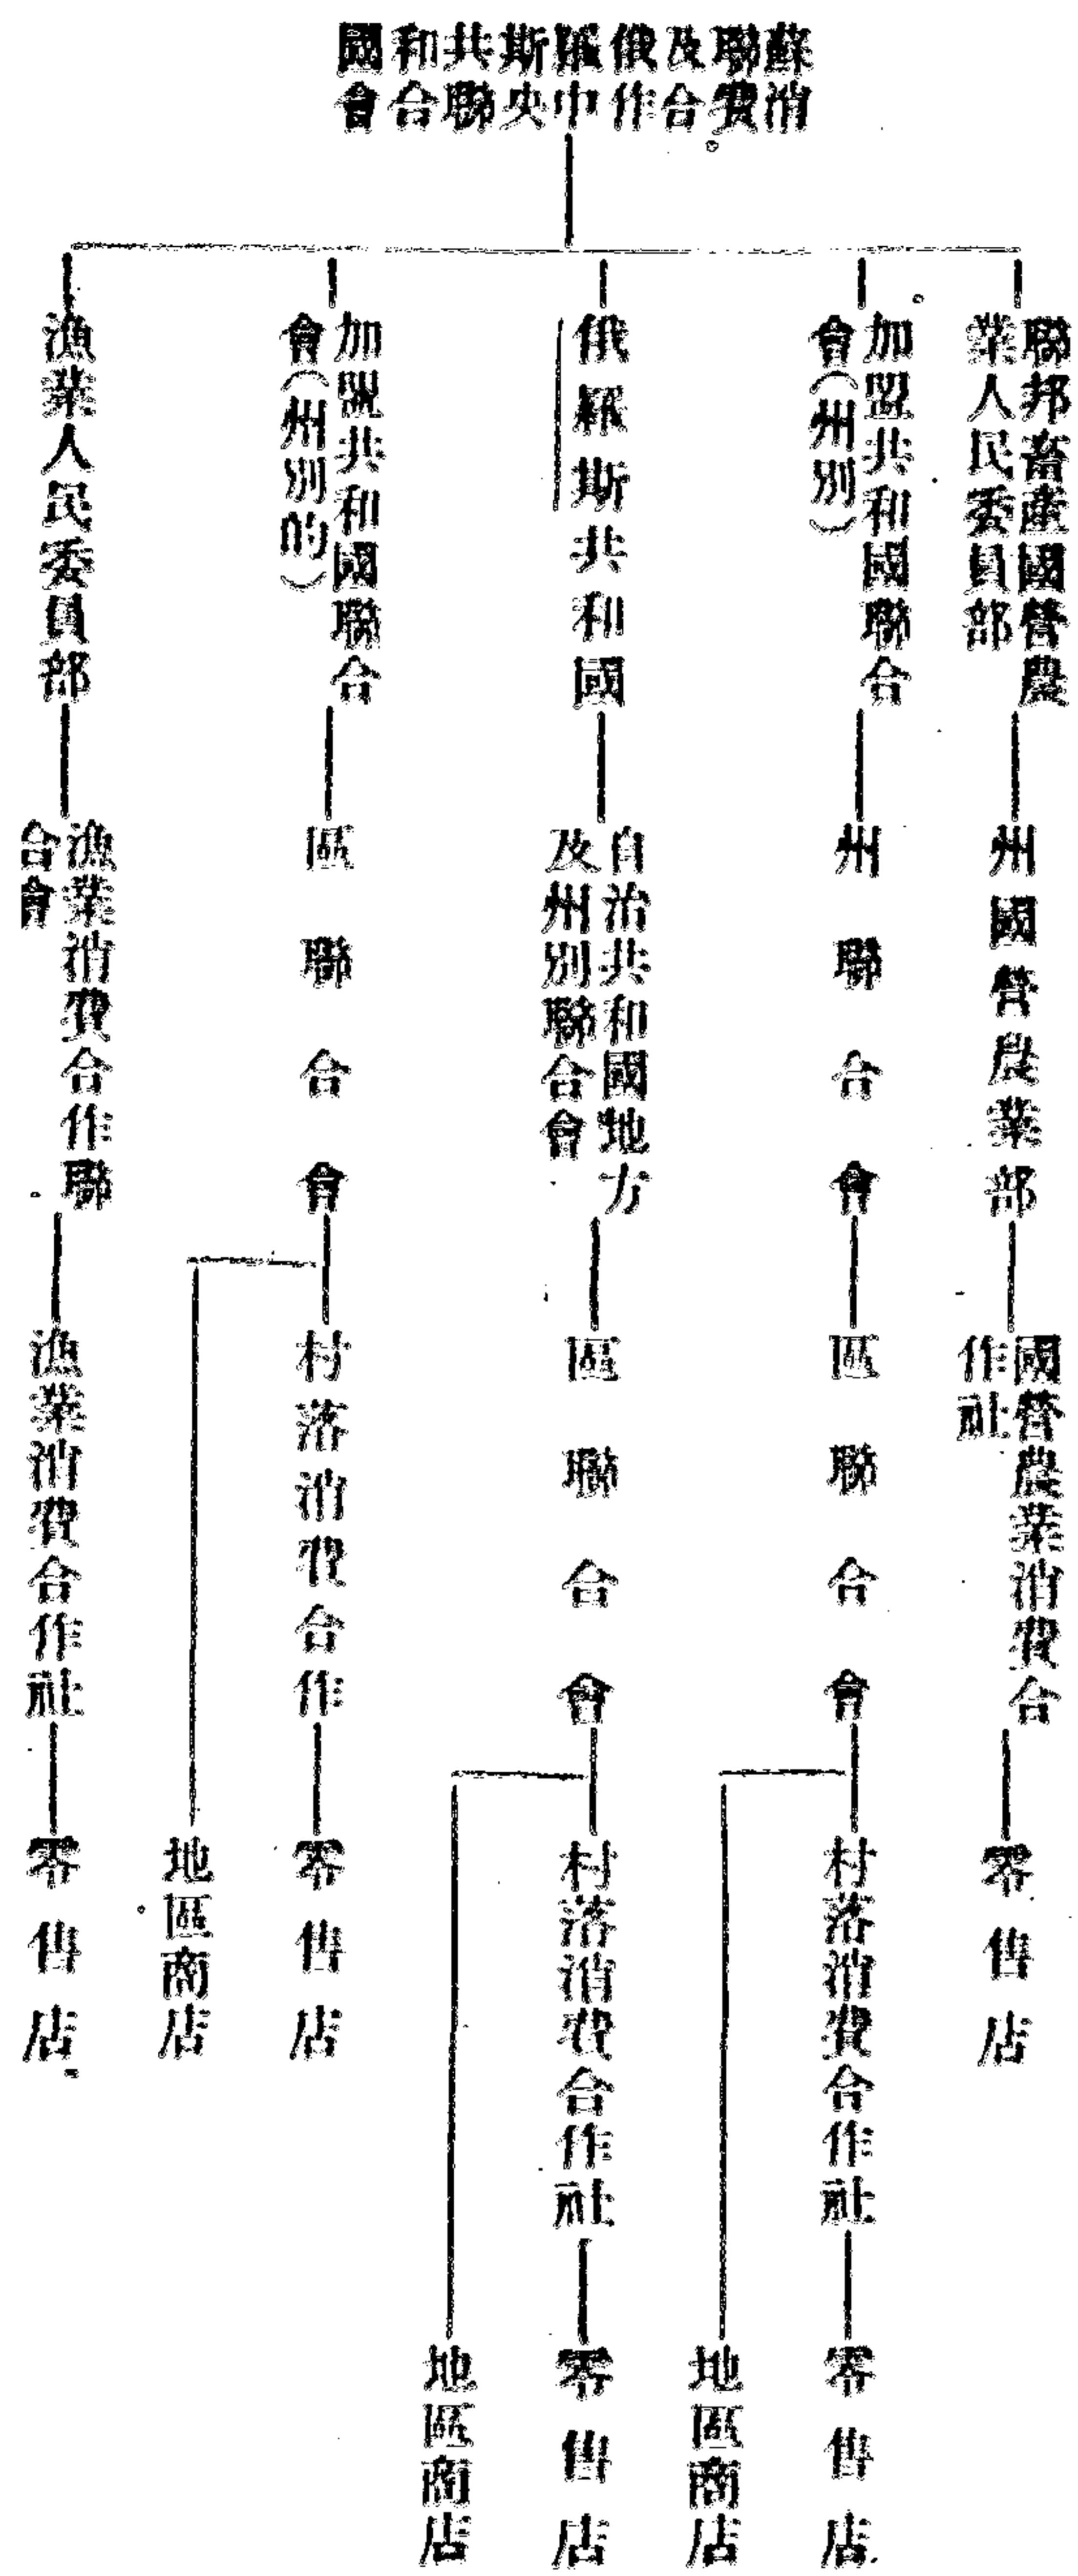 蘇聯及俄羅斯共和國
消費合作中央聯合會
聯邦畜產國營農
業人民委員部
州國營農業部
國營農業消費合
作社
零售店
加盟共和國聯合
會（州別）
州聯合會
區聯合會
村落消費合作社
零售店
地區商店
俄羅斯共和國
自治共和國地方
及州別聯合會
區聯合會
村落消費合作社
零售店
地區商店
加盟共和國聯合
會（州別的）
區聯合會
村落消費合作
零售店
地區商店
漁業人民委員部
漁業消費合作聯
合會
漁業消費合作社
零售店